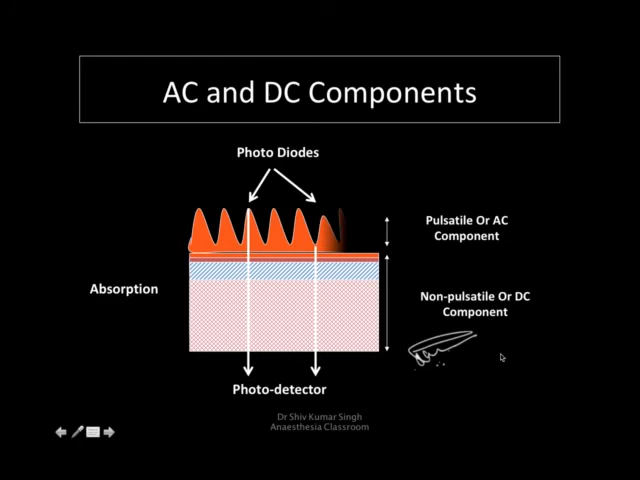 AC and DC Components
Photo Diodes
Pulsatile Or AC
Component
Absorption
Non-pulsatile Or DC
Component
Photo-detector
Dr Shiv Kumar Singh
Anaesthesia Classroom